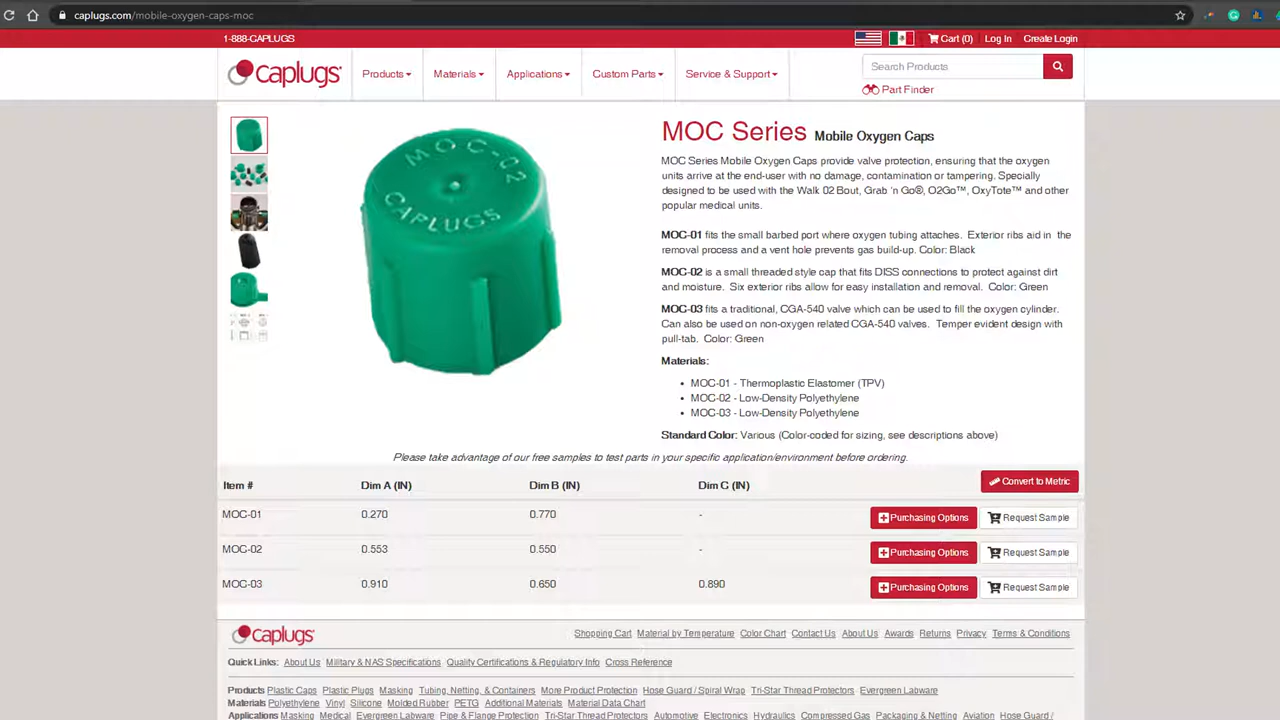 caplugs.com/mobile-oxygen-caps-moc
1-888-CAPLUGS
Cart (0) Log In Create Login
Caplugs
Products Materials Applications Custom Parts Service & Support
Search Products
Part Finder
MOC-02
CAPLUGS
MOC Series Mobile Oxygen Caps
MOC Series Mobile Oxygen Caps provide valve protection, ensuring that the oxygen
units arrive at the end-user with no damage, contamination or tampering. Specially
designed to be used with the Walk 02 Bout, Grab 'n Go®, O2Go™, OxyTote™ and other
popular medical units.
MOC-01 fits the small barbed port where oxygen tubing attaches. Exterior ribs aid in the
removal process and a vent hole prevents gas build-up. Color: Black
MOC-02 is a small threaded style cap that fits DISS connections to protect against dirt
and moisture. Six exterior ribs allow for easy installation and removal. Color: Green
MOC-03 fits a traditional, CGA-540 valve which can be used to fill the oxygen cylinder.
Can also be used on non-oxygen related CGA-540 valves. Temper evident design with
pull-tab. Color: Green
Materials:
• MOC-01 - Thermoplastic Elastomer (TPV)
• MOC-02 - Low-Density Polyethylene
• MOC-03 - Low-Density Polyethylene
Standard Color: Various (Color-coded for sizing, see descriptions above)
Please take advantage of our free samples to test parts in your specific application/environment before ordering.
Item # Dim A (IN) Dim B (IN) Dim C (IN) Convert to Metric
MOC-01 0.270 0.770 - Purchasing Options Request Sample
MOC-02 0.553 0.550 - Purchasing Options Request Sample
MOC-03 0.910 0.650 0.890 Purchasing Options Request Sample
Caplugs Shopping Cart Material by Temperature Color Chart Contact Us About Us Awards Returns Privacy Terms & Conditions
Quick Links: About Us Military & NAS Specifications Quality Certifications & Regulatory Info Cross Reference
Products Plastic Caps Plastic Plugs Masking Tubing, Netting, & Containers More Product Protection Hose Guard / Spiral Wrap Tri-Star Thread Protectors Evergreen Labware
Materials Polyethylene Vinyl Silicone Molded Rubber PETG Additional Materials Material Data Chart
Applications Masking Medical Evergreen Labware Pipe & Flange Protection Tri-Star Thread Protectors Automotive Electronics Hydraulics Compressed Gas Packaging & Netting Aviation Hose Guard /